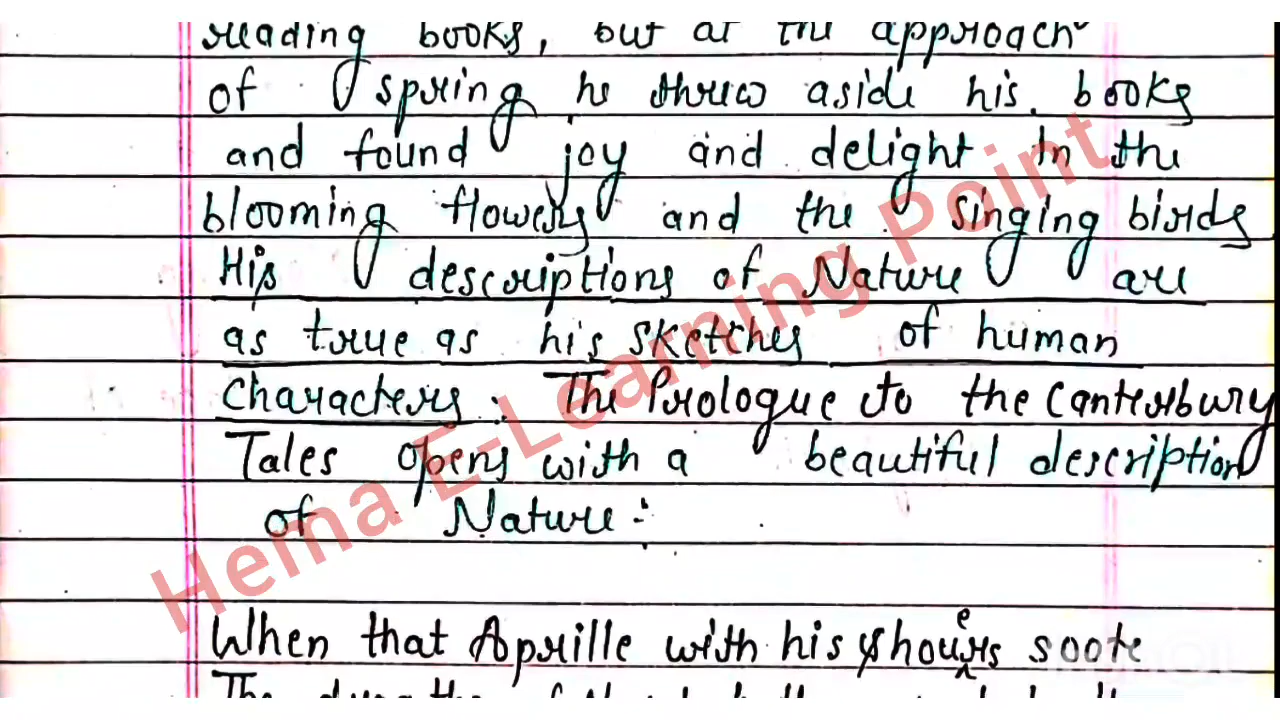 reading books, but at the approach
of spring he threw aside his books
and found joy and delight in the
blooming flowers and the singing birds
His descriptions of Nature are
as true as his sketches of human
characters. The Prologue to the Canterbury
Tales opens with a beautiful description
of Nature :-
When that Aprille with his shoures soote
The
Hema E-Learning Point